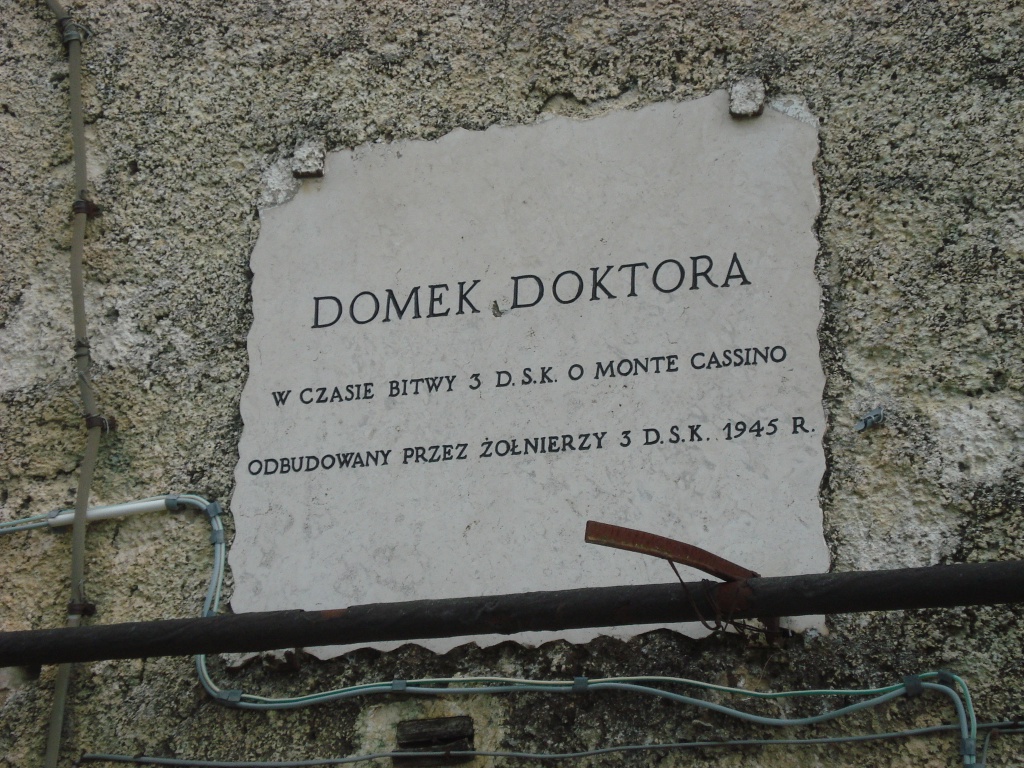 DOMEK DOKTORA
W CZASIE BITWY 3 D.S.K. O MONTE CASSINO
ODBUDOWANY PRZEZ ŻOŁNIERZY 3 D.S.K. 1945 R.